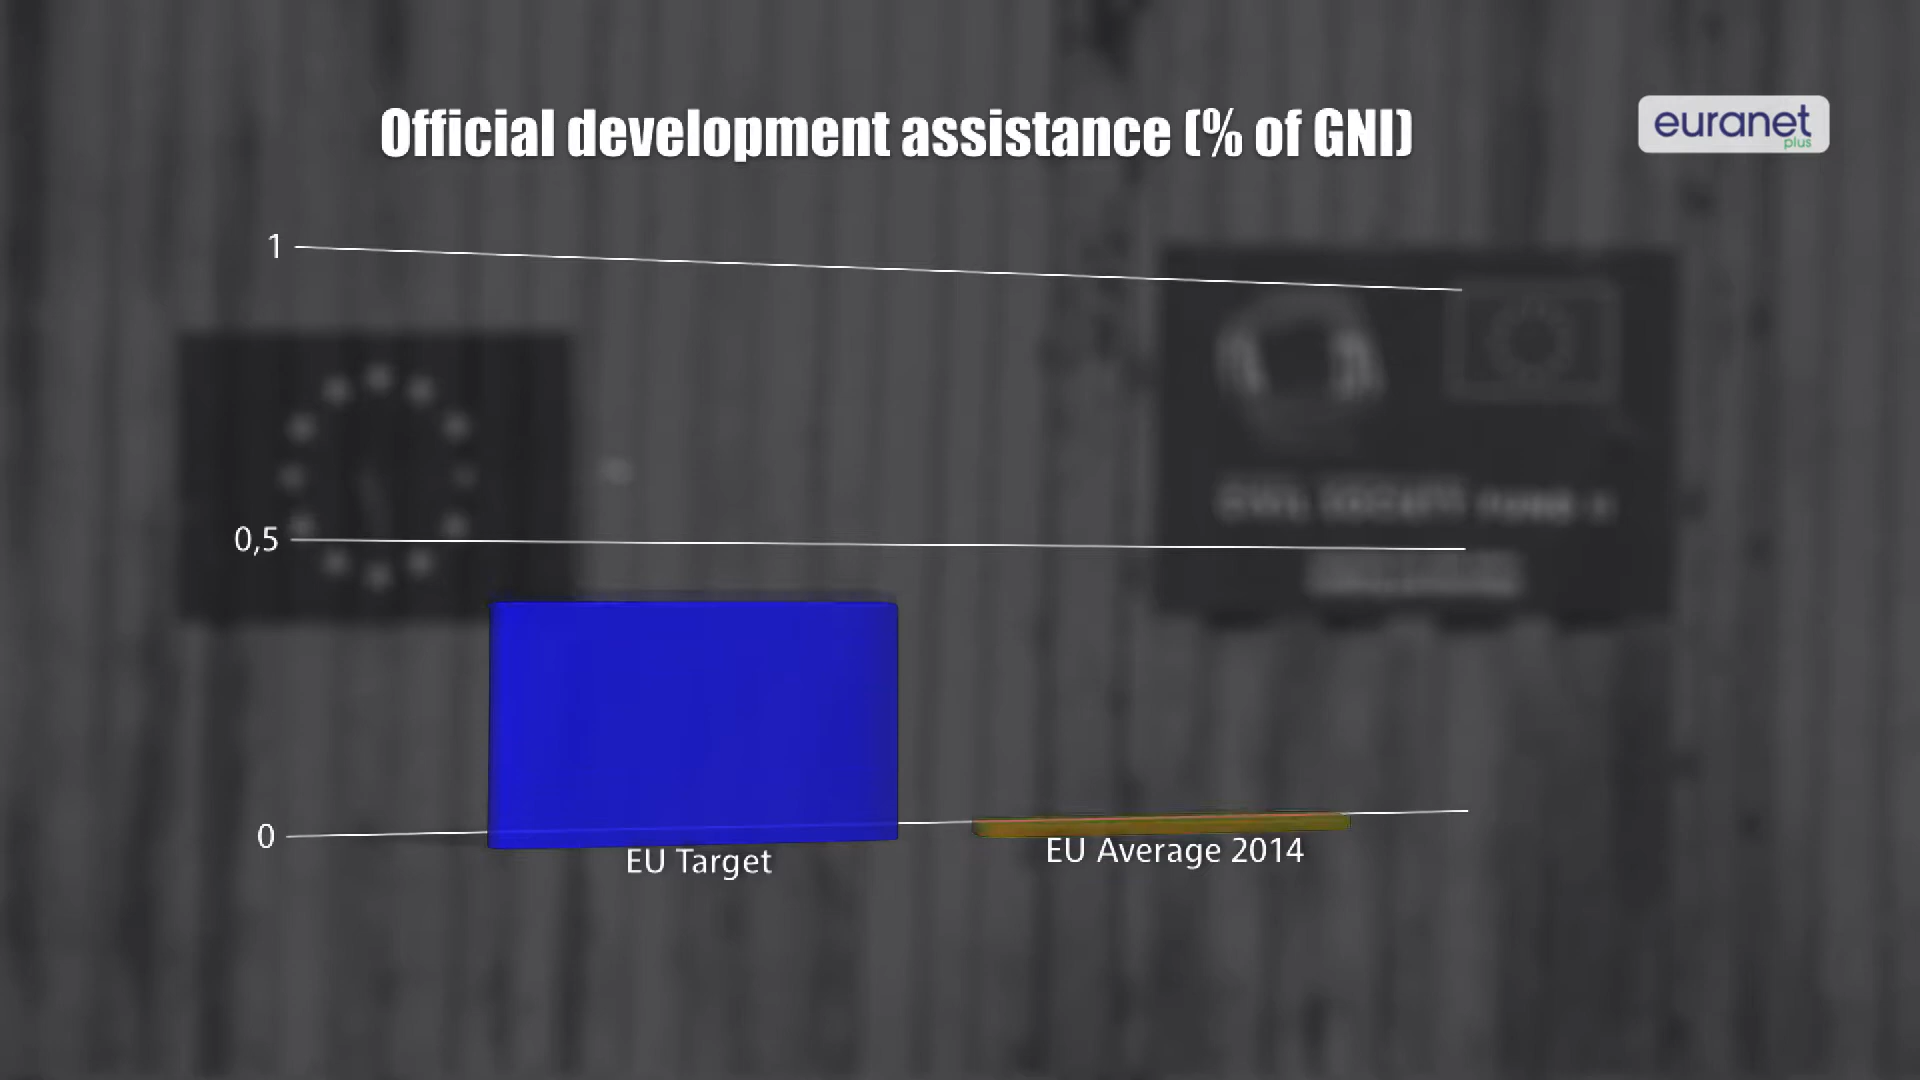 Official development assistance (% of GNI)
euranet
plus
1
0,5
0
EU Target
EU Average 2014